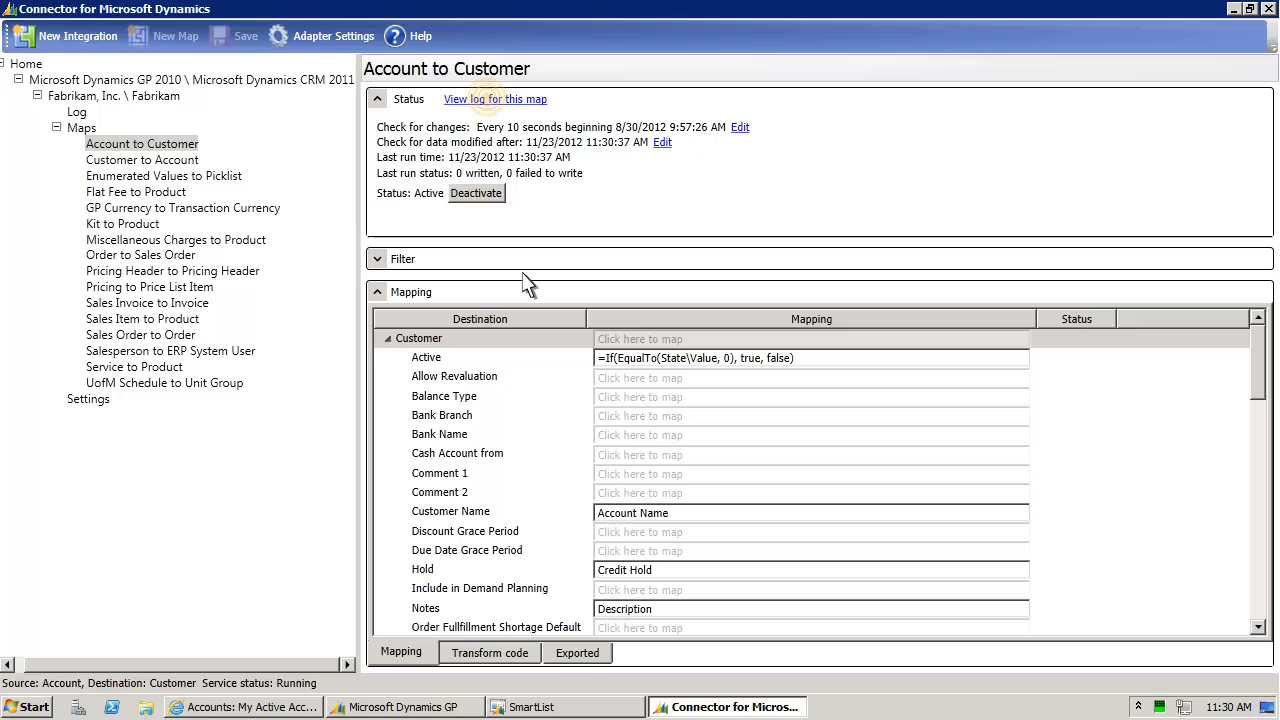 Connector for Microsoft Dynamics
New Integration New Map Save Adapter Settings Help
Home
Microsoft Dynamics GP 2010 \ Microsoft Dynamics CRM 2011
Fabrikam, Inc. \ Fabrikam
Log
Maps
Account to Customer
Customer to Account
Enumerated Values to Picklist
Flat Fee to Product
GP Currency to Transaction Currency
Kit to Product
Miscellaneous Charges to Product
Order to Sales Order
Pricing Header to Pricing Header
Pricing to Price List Item
Sales Invoice to Invoice
Sales Item to Product
Sales Order to Order
Salesperson to ERP System User
Service to Product
UofM Schedule to Unit Group
Settings
Account to Customer
Status View log for this map
Check for changes: Every 10 seconds beginning 8/30/2012 9:57:26 AM Edit
Check for data modified after: 11/23/2012 11:30:37 AM Edit
Last run time: 11/23/2012 11:30:37 AM
Last run status: 0 written, 0 failed to write
Status: Active Deactivate
Filter
Mapping
Destination Mapping Status
Customer Click here to map
Active =If(EqualTo(State\Value, 0), true, false)
Allow Revaluation Click here to map
Balance Type Click here to map
Bank Branch Click here to map
Bank Name Click here to map
Cash Account from Click here to map
Comment 1 Click here to map
Comment 2 Click here to map
Customer Name Account Name
Discount Grace Period Click here to map
Due Date Grace Period Click here to map
Hold Credit Hold
Include in Demand Planning Click here to map
Notes Description
Order Fullfillment Shortage Default Click here to map
Mapping Transform code Exported
Source: Account, Destination: Customer Service status: Running
Start Accounts: My Active Acc... Microsoft Dynamics GP SmartList Connector for Micros... 11:30 AM